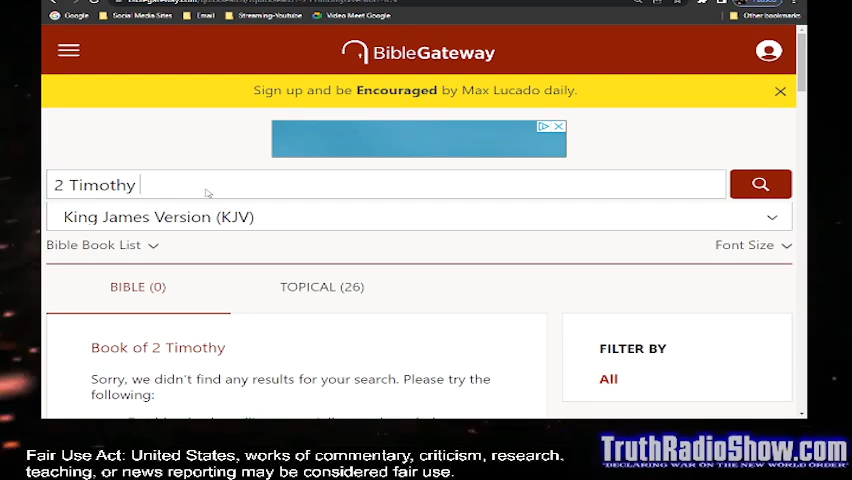 Social Media Sites Email Streaming-Youtube Video Meet Google Other bookmarks
BibleGateway
Sign up and be Encouraged by Max Lucado daily.
2 Timothy
King James Version (KJV)
Bible Book List Font Size
BIBLE (0) TOPICAL (26)
Book of 2 Timothy
FILTER BY
Sorry, we didn't find any results for your search. Please try the
following:
All
Fair Use Act: United States, works of commentary, criticism, research,
teaching, or news reporting may be considered fair use.
TruthRadioShow.com
"DECLARING WAR ON THE NEW WORLD ORDER"